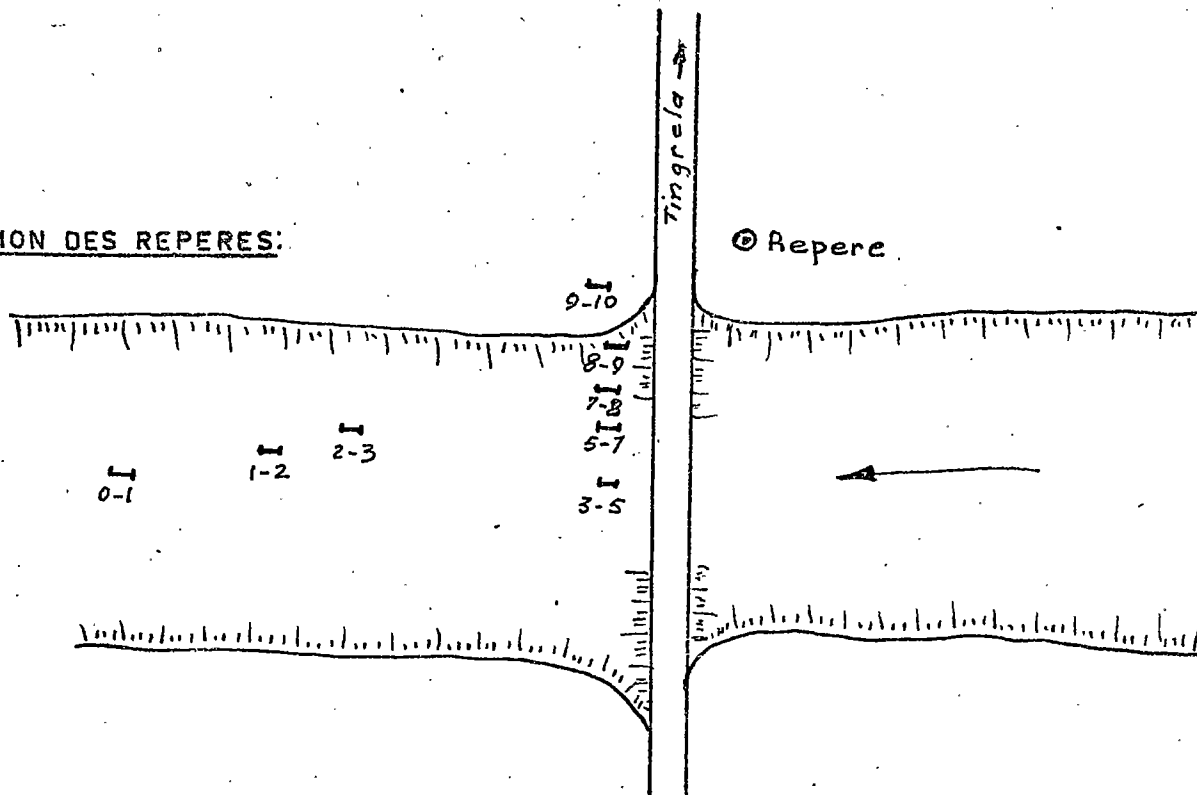 Tingrela
ION DES REPERES:
Repere
9-10
8-9
7-8
5-7
2-3
1-2
0-1
3-5